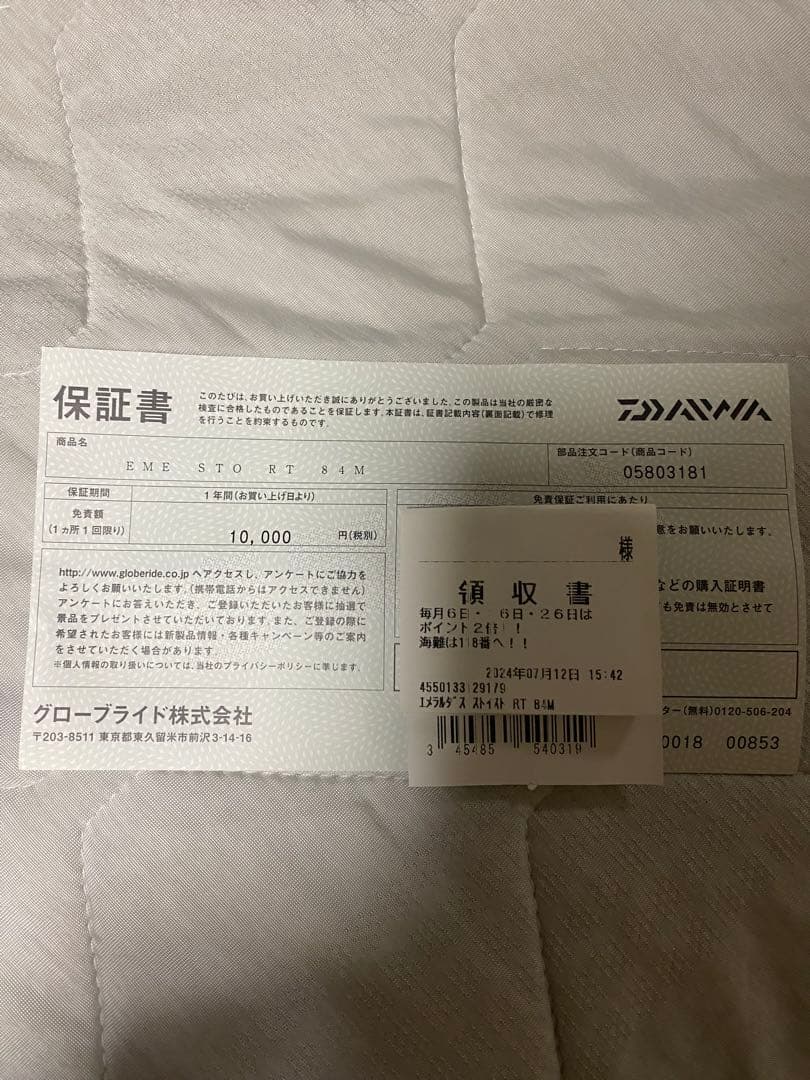 保証書
このたびは、お買い上げいただき誠にありがとうございました。この製品は当社の厳密な
検査に合格したものであることを保証します。本証書は、証書記載内容(裏面記載)で修理
を行うことを約束するものです。
DAIWA
商品名
EME STO RT 84M
部品注文コード(商品コード)
05803181
保証期間
1年間(お買い上げ日より)
免責額
(1ヵ所1回限り)
10,000
円(税別)
免責保証ご利用にあたり
意をお願いいたします。
などの購入証明書
も免責は無効とさせて
http://www.globeride.co.jp へアクセスし、アンケートにご協力を
よろしくお願いいたします。(携帯電話からはアクセスできません)
アンケートにお答えいただき、ご登録いただいたお客様に抽選で
景品をプレゼントさせていただいております。また、ご登録の際に
希望されたお客様には新製品情報・各種キャンペーン等のご案内
をさせていただく場合があります。
※個人情報の取り扱いについては、当社のプライバシーポリシーに準じます。
グローブライド株式会社
〒203-8511 東京都東久留米市前沢3-14-16
ター(無料)0120-506-204
0018 00853
様
領収書
毎月6日・ 6日・26日は
ポイント2倍！！
海難は118番へ！！
2024年07月12日 15:42
4550133 29179
ｴﾒﾗﾙﾀﾞｽ ｽﾄｲｽﾄ RT 84M
3 45485 540319